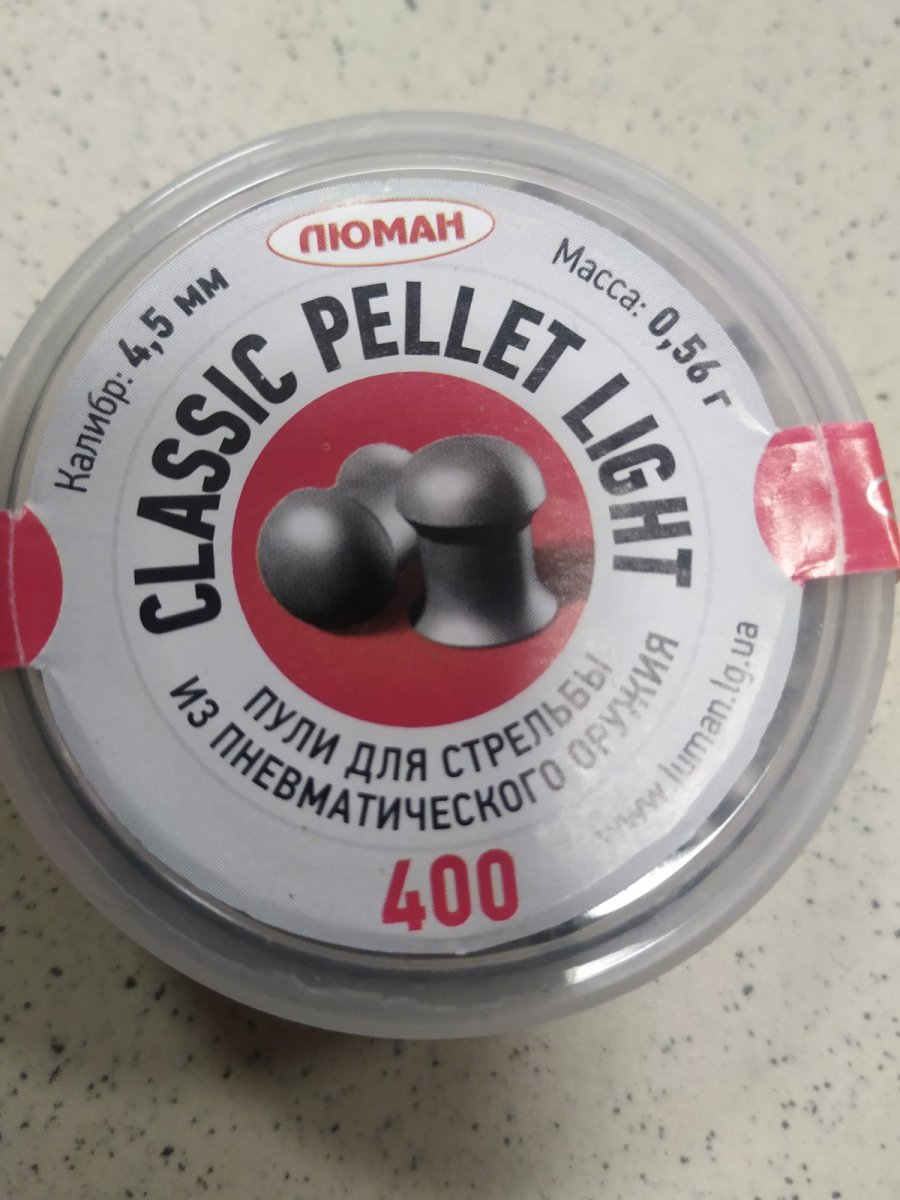 ЛЮМАН
Калибр: 4,5 мм
Масса: 0,56 г
CLASSIC PELLET LIGHT
ПУЛИ ДЛЯ СТРЕЛЬБЫ
ИЗ ПНЕВМАТИЧЕСКОГО ОРУЖИЯ
www.luman.lg.ua
400